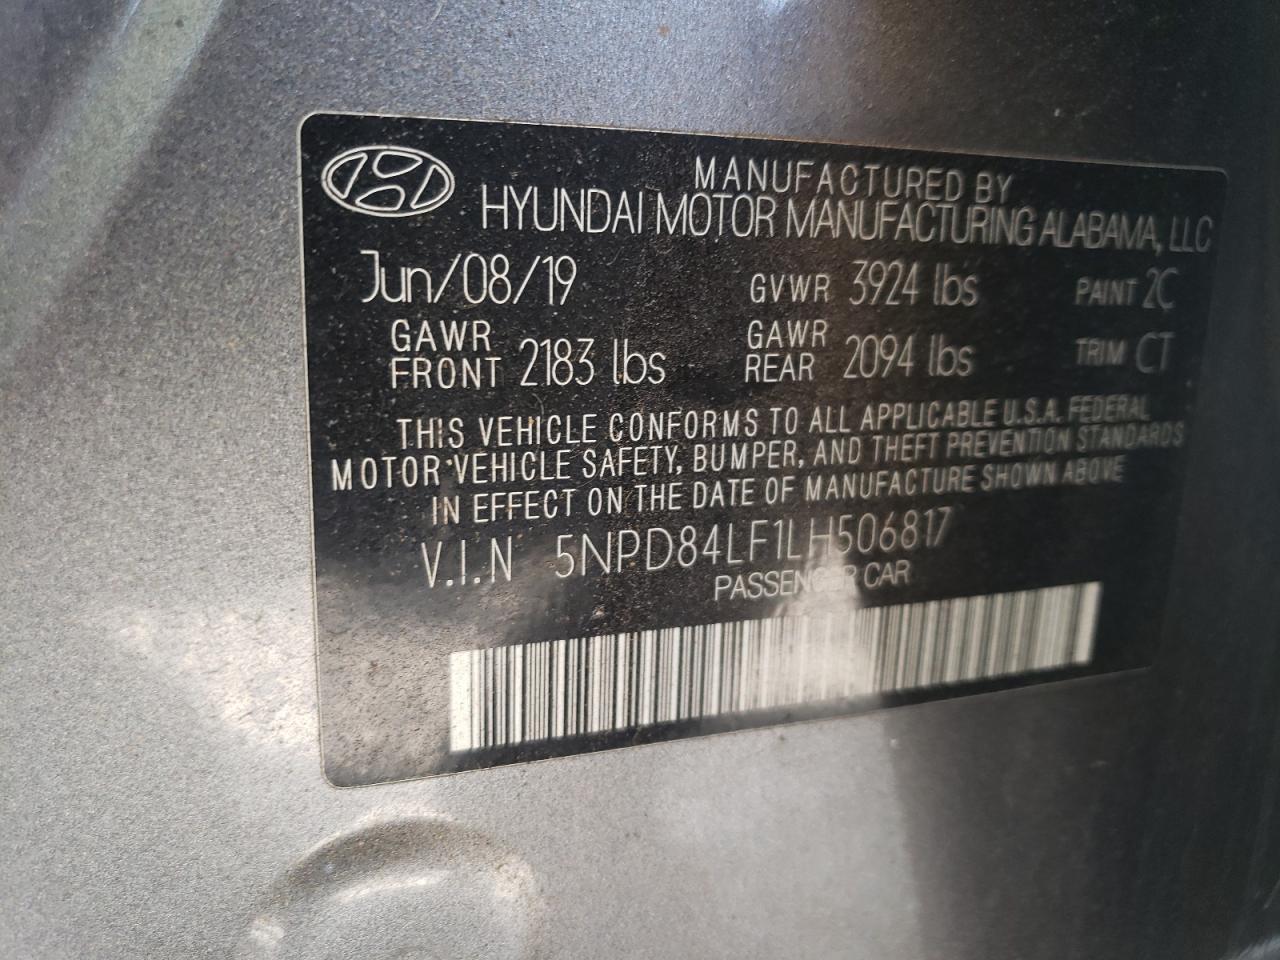 MANUFACTURED BY
HYUNDAI MOTOR MANUFACTURING ALABAMA, LLC
Jun/08/19 GVWR 3924 lbs PAINT 2C
GAWR FRONT 2183 lbs GAWR REAR 2094 lbs TRIM CT
THIS VEHICLE CONFORMS TO ALL APPLICABLE U.S.A. FEDERAL
MOTOR VEHICLE SAFETY, BUMPER, AND THEFT PREVENTION STANDARDS
IN EFFECT ON THE DATE OF MANUFACTURE SHOWN ABOVE
V.I.N 5NPD84LF1LH506817
PASSENGER CAR